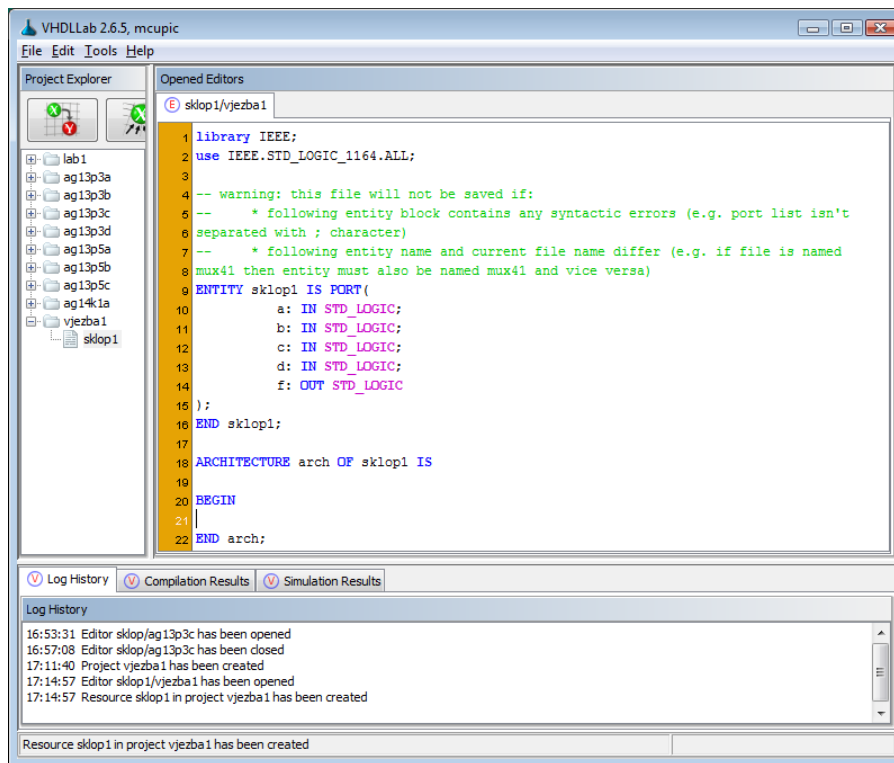 VHDLLab 2.6.5, mcupic
File Edit Tools Help
Project Explorer
Opened Editors
X
Y
X
E sklop1/vjezba1
lab1
ag13p3a
ag13p3b
ag13p3c
ag13p3d
ag13p5a
ag13p5b
ag13p5c
ag14k1a
vjezba1
sklop1
1 library IEEE;
2 use IEEE.STD_LOGIC_1164.ALL;
3
4 -- warning: this file will not be saved if:
5 --     * following entity block contains any syntactic errors (e.g. port list isn't
6 separated with ; character)
7 --     * following entity name and current file name differ (e.g. if file is named
8 mux41 then entity must also be named mux41 and vice versa)
9 ENTITY sklop1 IS PORT(
10 a: IN STD_LOGIC;
11 b: IN STD_LOGIC;
12 c: IN STD_LOGIC;
13 d: IN STD_LOGIC;
14 f: OUT STD_LOGIC
15 );
16 END sklop1;
17
18 ARCHITECTURE arch OF sklop1 IS
19
20 BEGIN
21
22 END arch;
V Log History V Compilation Results V Simulation Results
Log History
16:53:31 Editor sklop/ag13p3c has been opened
16:57:08 Editor sklop/ag13p3c has been closed
17:11:40 Project vjezba1 has been created
17:14:57 Editor sklop1/vjezba1 has been opened
17:14:57 Resource sklop1 in project vjezba1 has been created
Resource sklop1 in project vjezba1 has been created